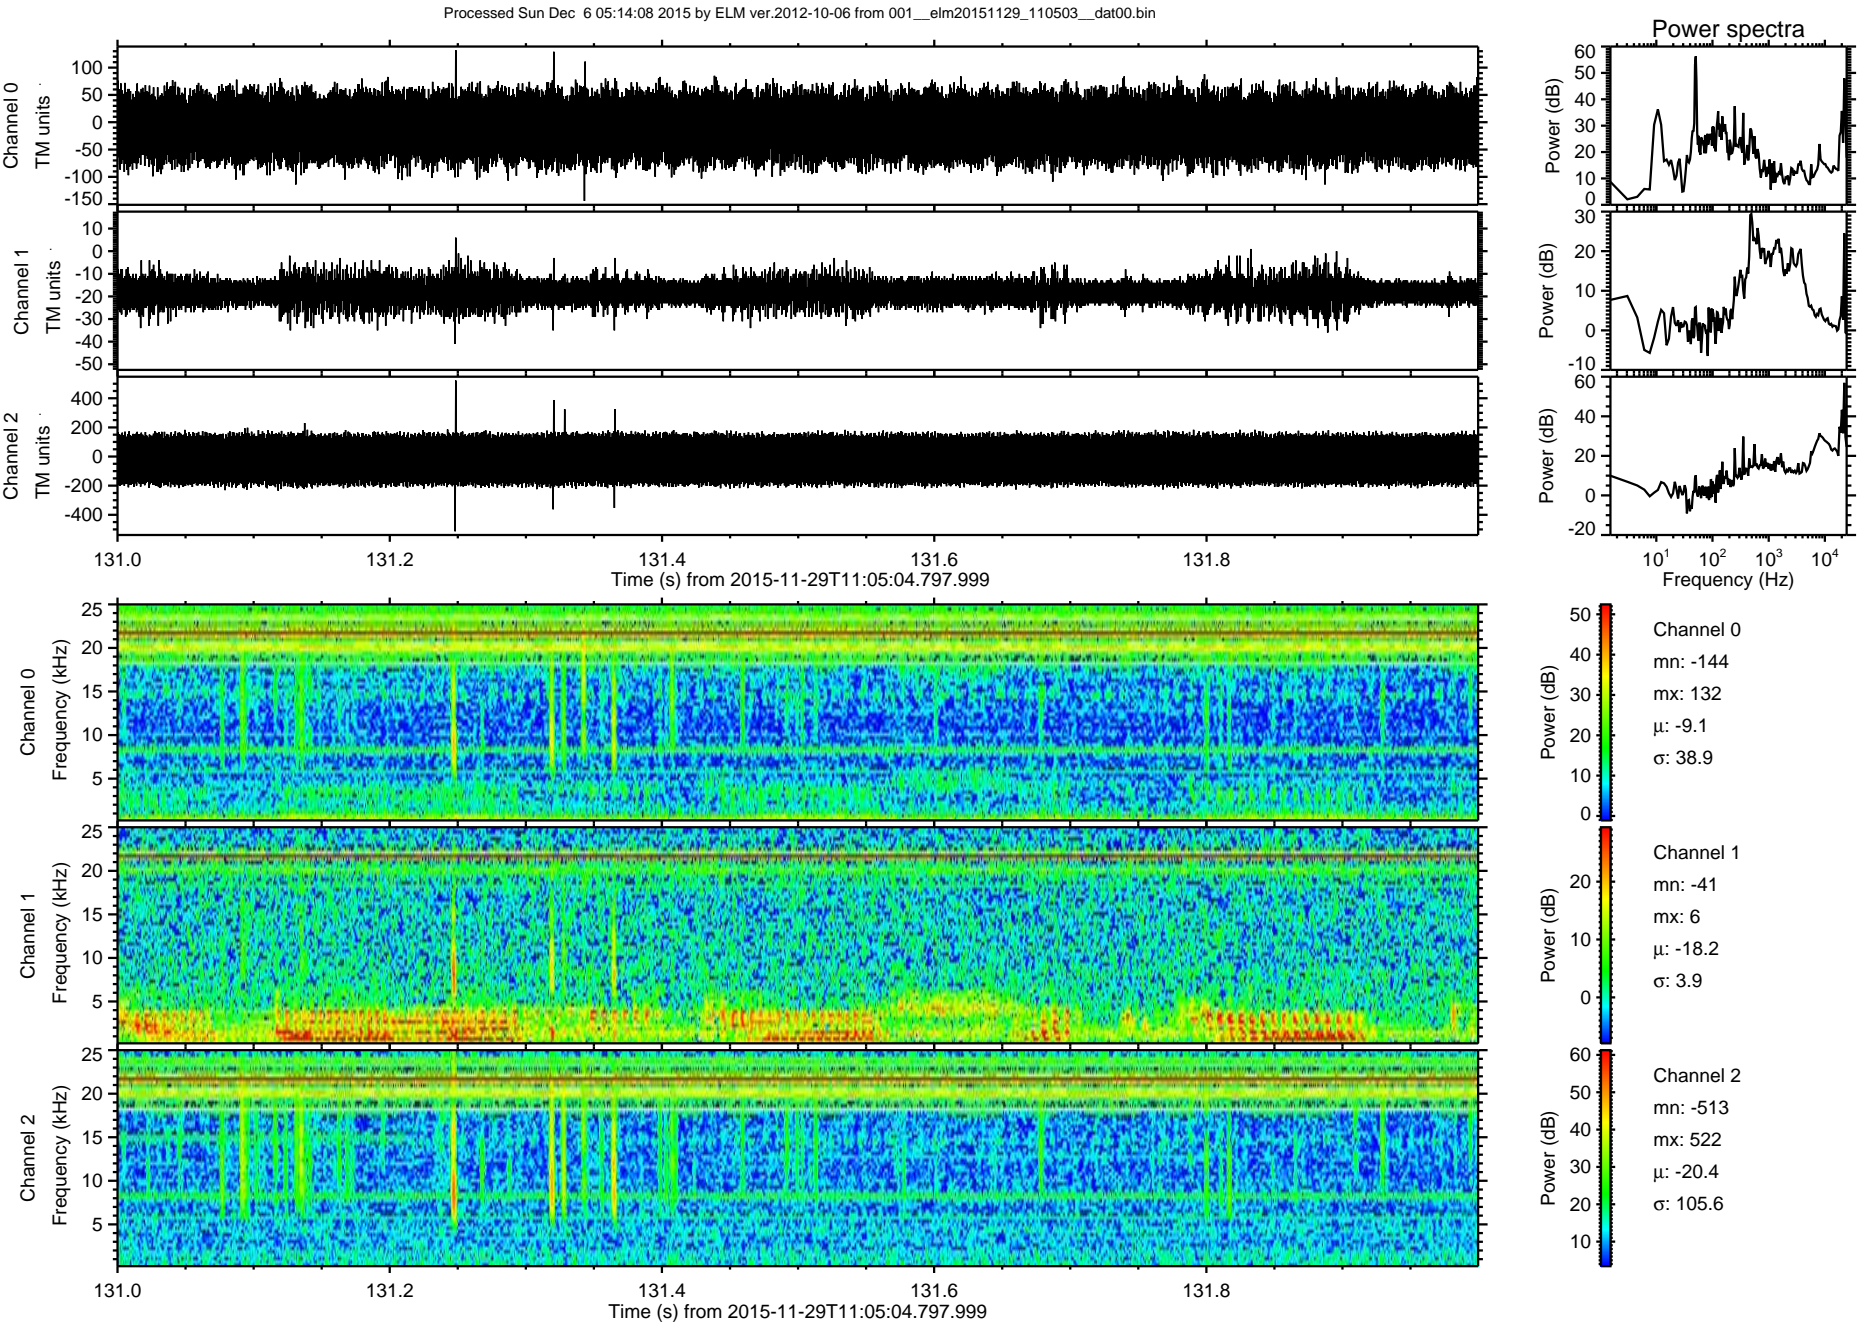 Processed Sun Dec  6 05:14:08 2015 by ELM ver.2012-10-06 from 001__elm20151129_110503__dat00.bin
Power spectra
Channel 0
TM units
100
50
0
-50
-100
-150
Power (dB)
60
50
40
30
20
10
0
Channel 1
TM units
10
0
-10
-20
-30
-40
-50
Power (dB)
30
20
10
0
-10
Channel 2
TM units
400
200
0
-200
-400
Power (dB)
60
40
20
0
-20
131.0 131.2 131.4 131.6 131.8
Time (s) from 2015-11-29T11:05:04.797.999
10^1 10^2 10^3 10^4
Frequency (Hz)
Channel 0
Frequency (kHz)
25
20
15
10
5
Power (dB)
50
40
30
20
10
0
Channel 0
mn: -144
mx: 132
μ: -9.1
σ: 38.9
Channel 1
Frequency (kHz)
25
20
15
10
5
Power (dB)
20
10
0
Channel 1
mn: -41
mx: 6
μ: -18.2
σ: 3.9
Channel 2
Frequency (kHz)
25
20
15
10
5
Power (dB)
60
50
40
30
20
10
Channel 2
mn: -513
mx: 522
μ: -20.4
σ: 105.6
131.0 131.2 131.4 131.6 131.8
Time (s) from 2015-11-29T11:05:04.797.999